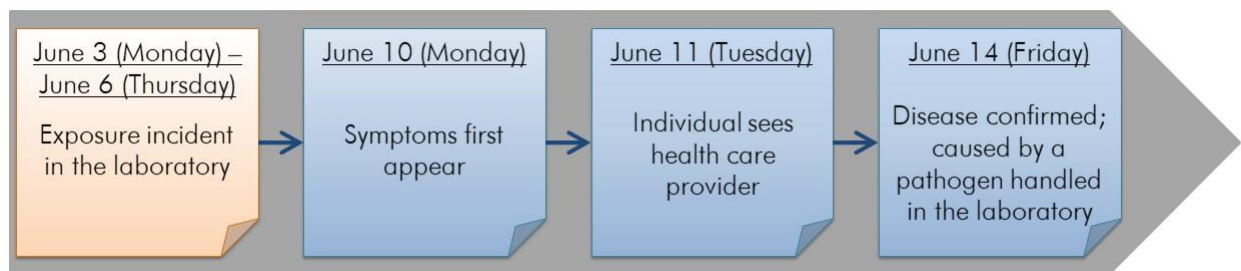 June 3 (Monday) –
June 6 (Thursday)
Exposure incident
in the laboratory
June 10 (Monday)
Symptoms first
appear
June 11 (Tuesday)
Individual sees
health care
provider
June 14 (Friday)
Disease confirmed;
caused by a
pathogen handled
in the laboratory